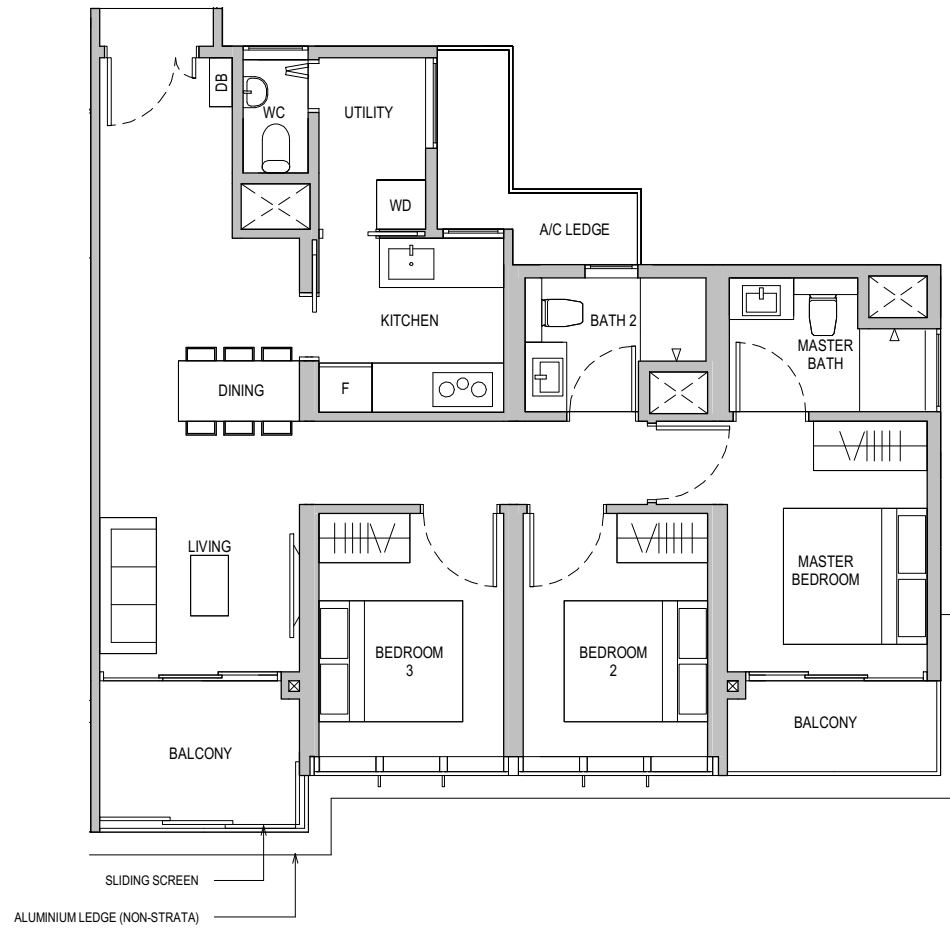 DB
WC
UTILITY
WD
A/C LEDGE
KITCHEN
BATH 2
MASTER
BATH
DINING
F
LIVING
MASTER
BEDROOM
BEDROOM
3
BEDROOM
2
BALCONY
BALCONY
SLIDING SCREEN
ALUMINIUM LEDGE (NON-STRATA)